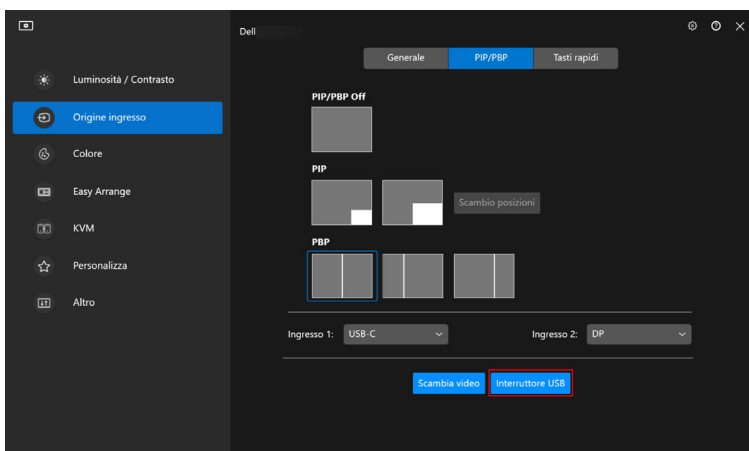 Dell
Generale
PIP/PBP
Tasti rapidi
Luminosità / Contrasto
Origine ingresso
Colore
Easy Arrange
KVM
Personalizza
Altro
PIP/PBP Off
PIP
Scambio posizioni
PBP
Ingresso 1:
USB-C
Ingresso 2:
DP
Scambia video
Interruttore USB